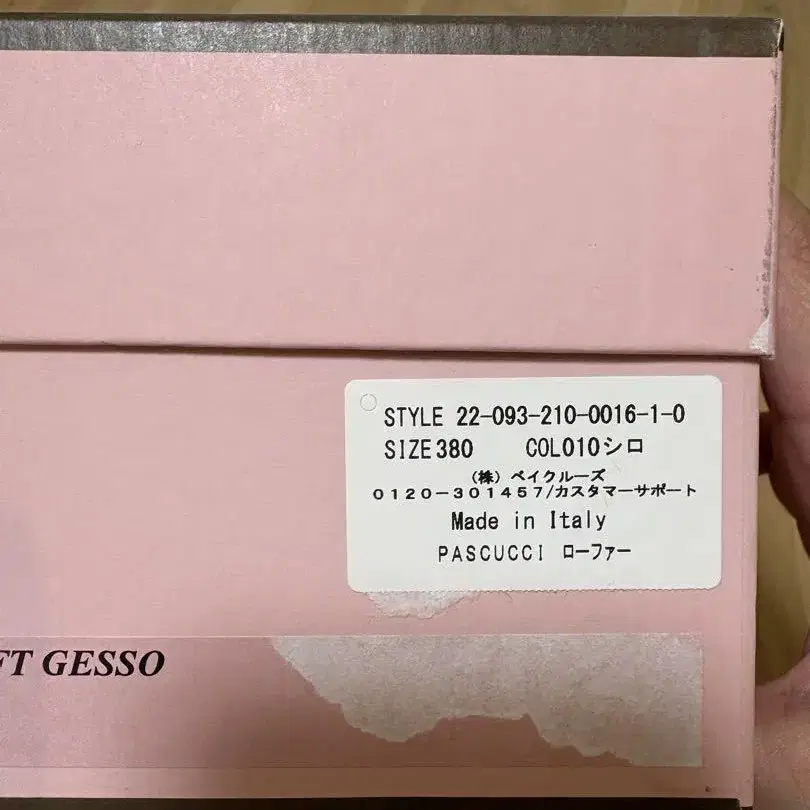 STYLE 22-093-210-0016-1-0
SIZE380 COL010シロ
（株）ベイクルーズ
0120-301457/カスタマーサポート
Made in Italy
PASCUCCI ローファー
FT GESSO